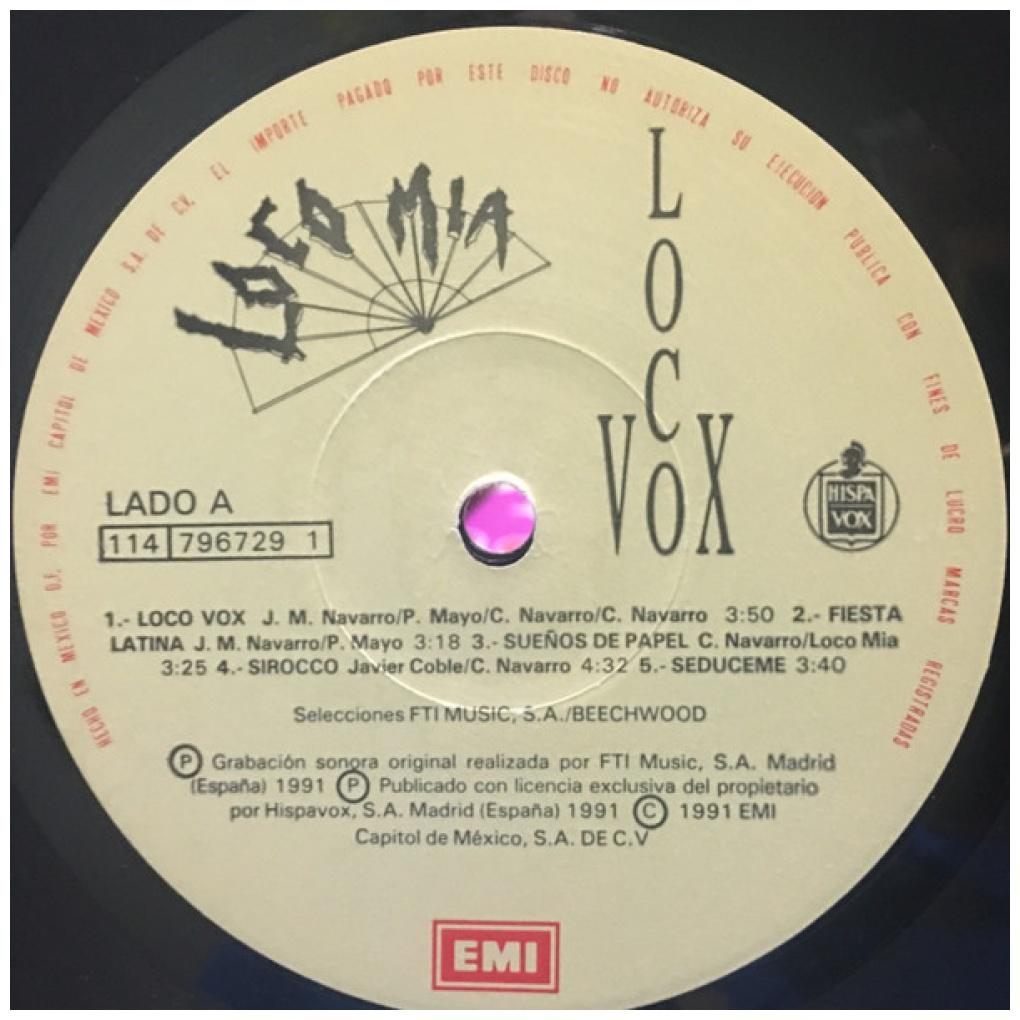 HECHO EN MEXICO D.F. POR EMI CAPITOL DE MEXICO S.A. DE C.V. EL IMPORTE PAGADO POR ESTE DISCO NO AUTORIZA SU EJECUCION PUBLICA CON FINES DE LUCRO MARCAS REGISTRADAS
LOCO MIA
LOCO
VOX
HISPA
VOX
LADO A
114 796729 1
1.- LOCO VOX J. M. Navarro/P. Mayo/C. Navarro/C. Navarro 3:50 2.- FIESTA
LATINA J. M. Navarro/P. Mayo 3:18 3.- SUEÑOS DE PAPEL C. Navarro/Loco Mia
3:25 4.- SIROCCO Javier Coble/C. Navarro 4:32 5.- SEDUCEME 3:40
Selecciones FTI MUSIC, S.A./BEECHWOOD
Ⓟ Grabación sonora original realizada por FTI Music, S.A. Madrid
(España) 1991 Ⓟ Publicado con licencia exclusiva del propietario
por Hispavox, S.A. Madrid (España) 1991 © 1991 EMI
Capitol de México, S.A. DE C.V
EMI